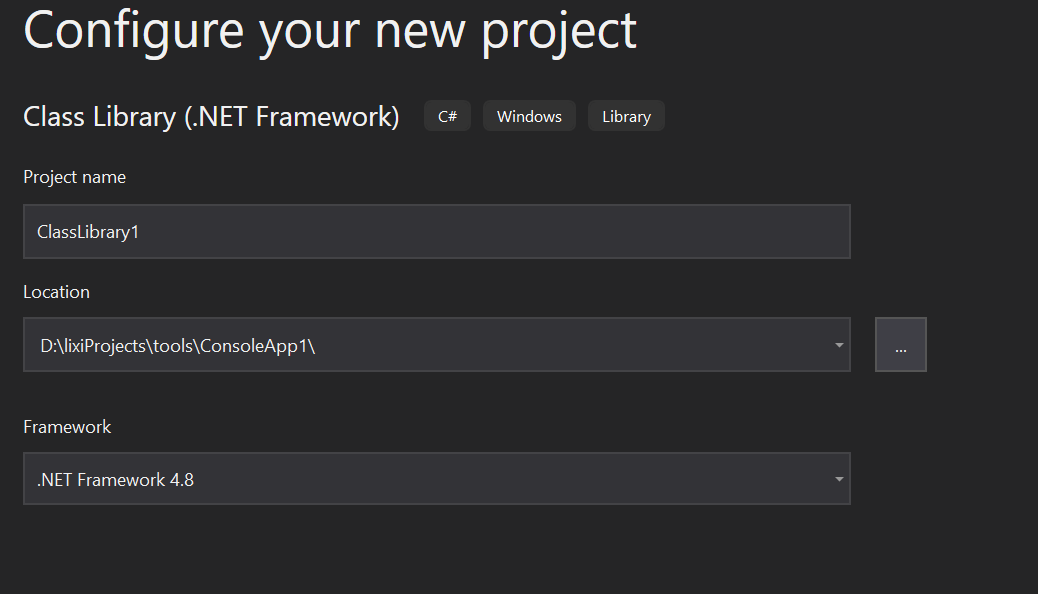 Configure your new project
Class Library (.NET Framework) C# Windows Library
Project name
ClassLibrary1
Location
D:\lixiProjects\tools\ConsoleApp1\
...
Framework
.NET Framework 4.8